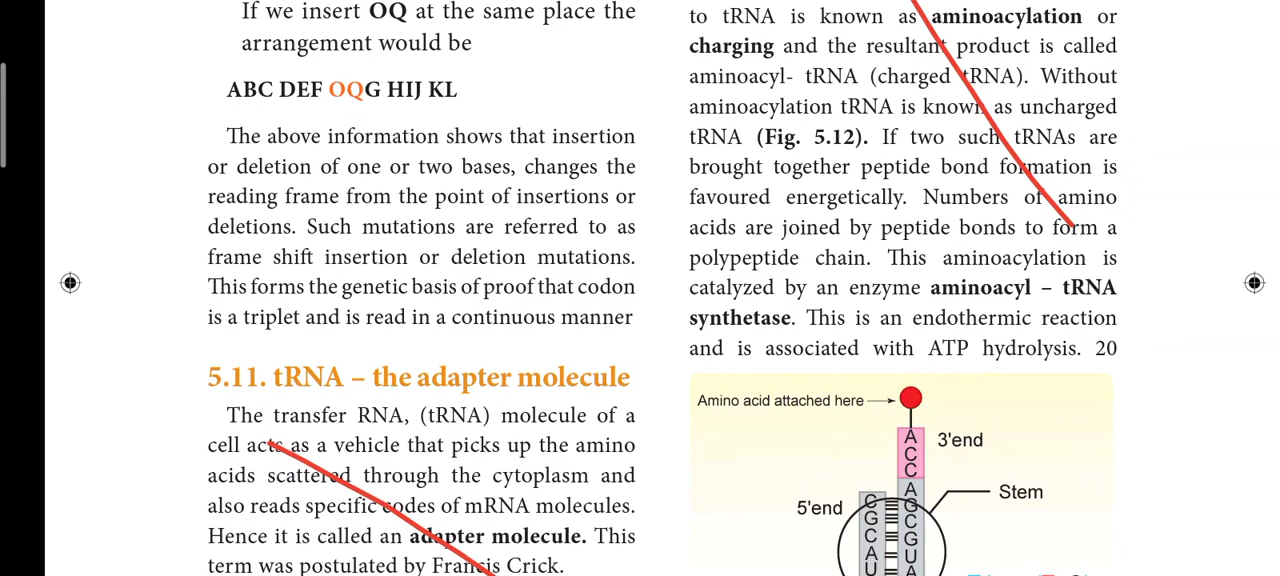 If we insert OQ at the same place the
arrangement would be
ABC DEF OQG HIJ KL
The above information shows that insertion
or deletion of one or two bases, changes the
reading frame from the point of insertions or
deletions. Such mutations are referred to as
frame shift insertion or deletion mutations.
This forms the genetic basis of proof that codon
is a triplet and is read in a continuous manner
5.11. tRNA – the adapter molecule
The transfer RNA, (tRNA) molecule of a
cell acts as a vehicle that picks up the amino
acids scattered through the cytoplasm and
also reads specific codes of mRNA molecules.
Hence it is called an adapter molecule. This
term was postulated by Francis Crick.
to tRNA is known as aminoacylation or
charging and the resultant product is called
aminoacyl- tRNA (charged tRNA). Without
aminoacylation tRNA is known as uncharged
tRNA (Fig. 5.12). If two such tRNAs are
brought together peptide bond formation is
favoured energetically. Numbers of amino
acids are joined by peptide bonds to form a
polypeptide chain. This aminoacylation is
catalyzed by an enzyme aminoacyl – tRNA
synthetase. This is an endothermic reaction
and is associated with ATP hydrolysis. 20
Amino acid attached here
A
C
C
3'end
A
G
C
G
U
A
Stem
5'end
C
G
C
A
U